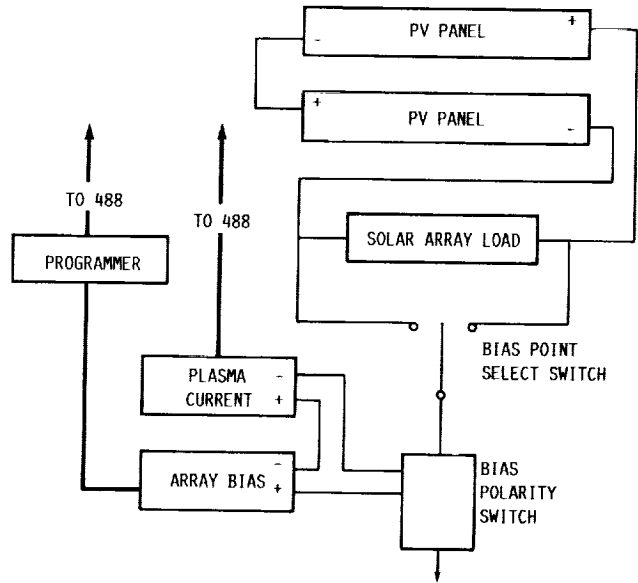 PV PANEL
+
-
+
PV PANEL
-
TO 488
TO 488
SOLAR ARRAY LOAD
PROGRAMMER
BIAS POINT
SELECT SWITCH
PLASMA -
CURRENT +
ARRAY BIAS
-
+
BIAS
POLARITY
SWITCH